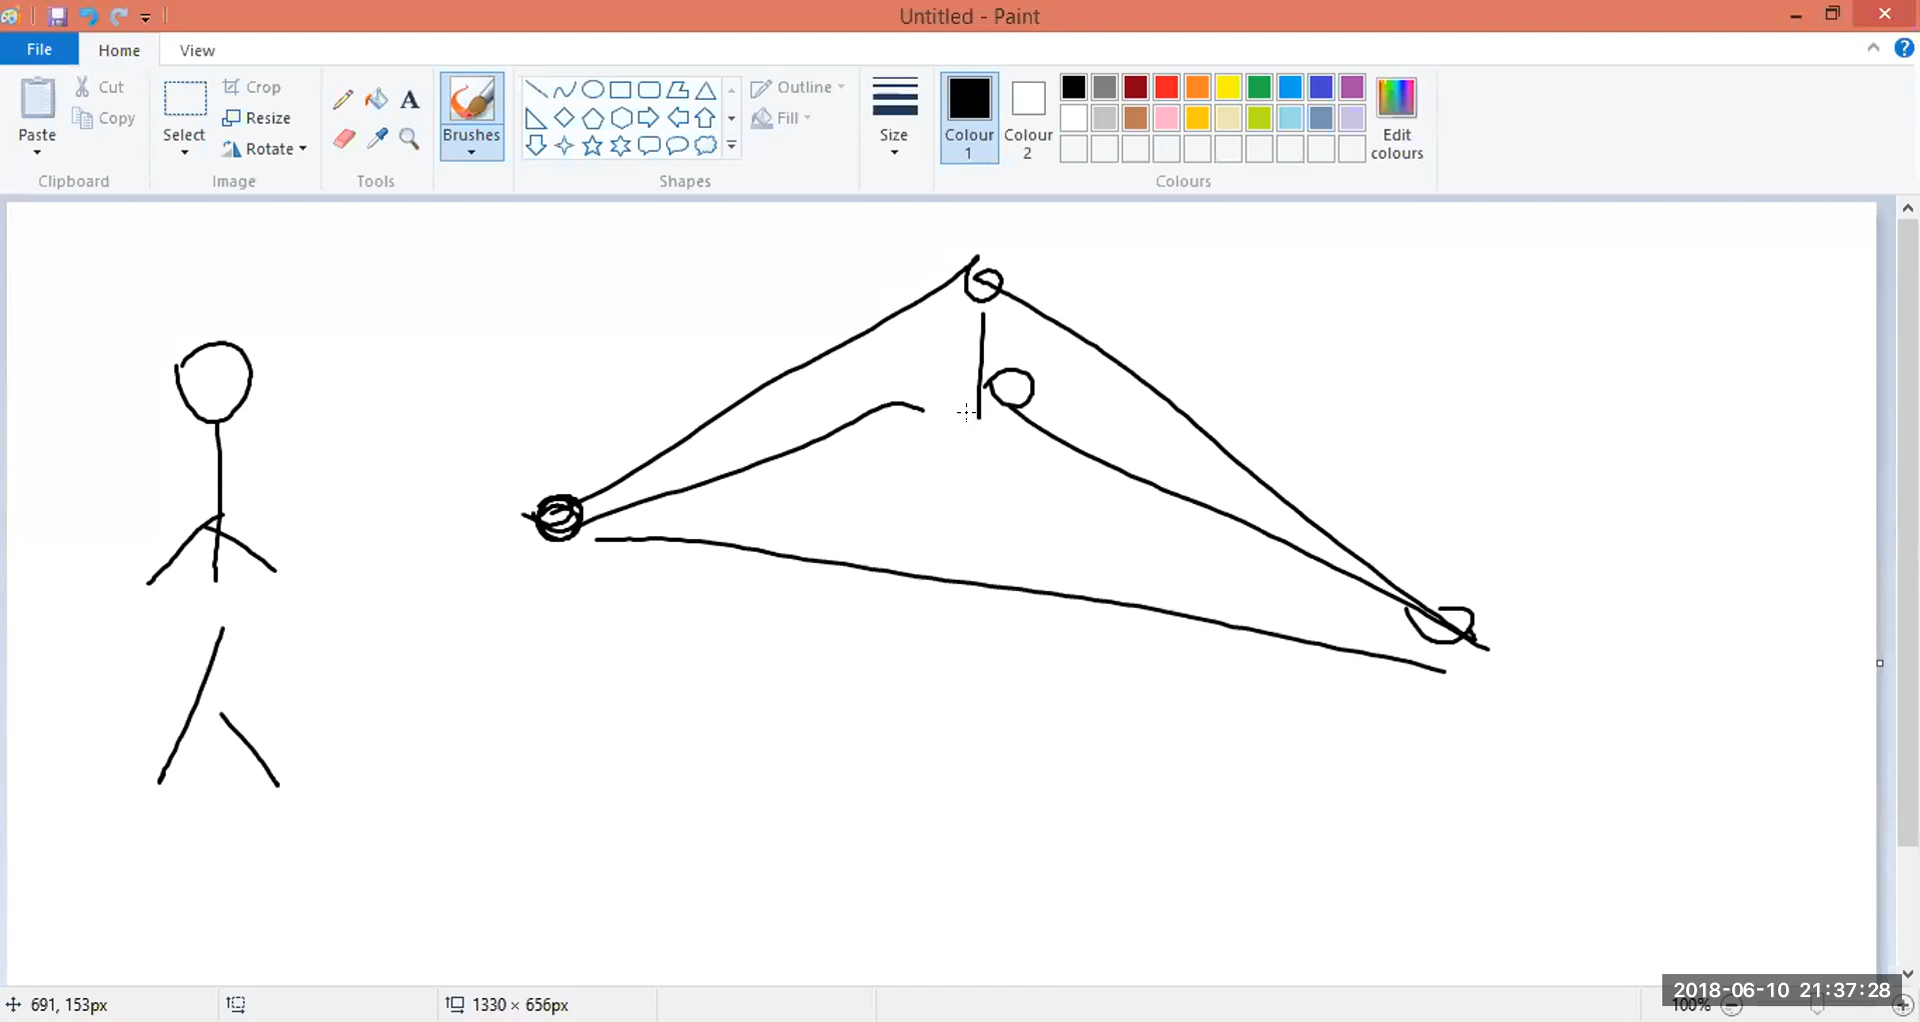 Untitled - Paint
File Home View
Paste
Cut
Copy
Clipboard
Select
Crop
Resize
Rotate
Image
A
Tools
Brushes
Outline
Fill
Shapes
Size
Colour 1
Colour 2
Edit colours
Colours
691, 153px
1330 × 656px
2018-06-10 21:37:28
100%